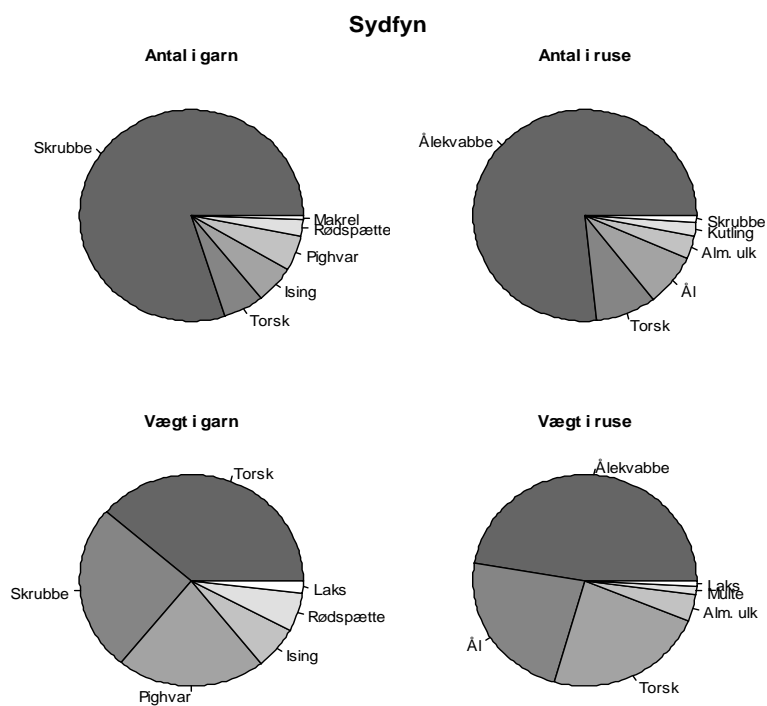 Sydfyn
Antal i garn
Skrubbe
Makrel
Rødspætte
Pighvar
Ising
Torsk
Antal i ruse
Ålekvabbe
Skrubbe
Kutling
Alm. ulk
Ål
Torsk
Vægt i garn
Torsk
Skrubbe
Laks
Rødspætte
Ising
Pighvar
Vægt i ruse
Ålekvabbe
Laks
Multe
Alm. ulk
Ål
Torsk